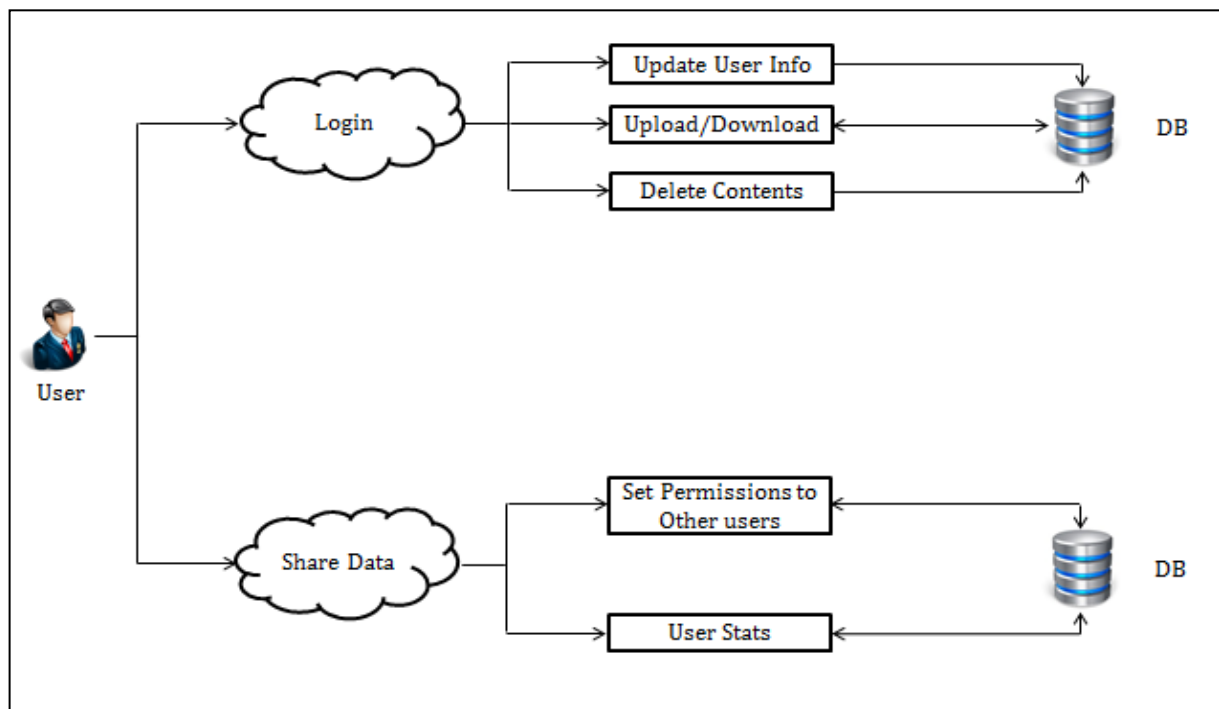 Update User Info
Login
Upload/Download
DB
Delete Contents
User
Set Permissions to
Other users
Share Data
DB
User Stats